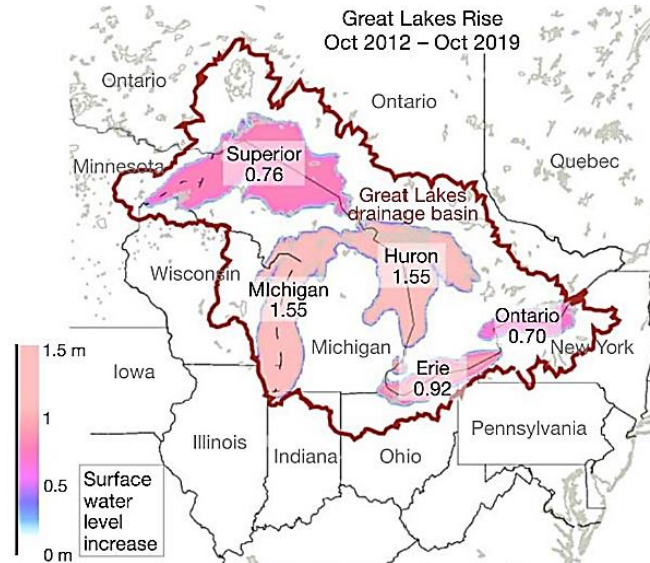 Great Lakes Rise
Oct 2012 – Oct 2019
Ontario
Ontario
Minnesota
Superior
0.76
Quebec
Great Lakes
drainage basin
Wisconsin
Huron
1.55
MIchigan
1.55
Ontario
0.70
Michigan
New York
1.5 m
Iowa
Erie
0.92
1
Pennsylvania
Illinois
Indiana
Ohio
0.5
Surface
water
level
increase
0 m